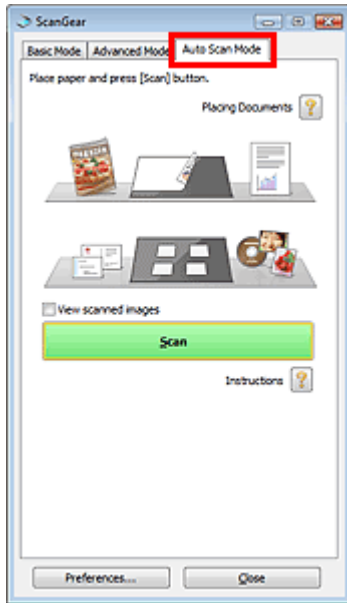 ScanGear
Basic Mode Advanced Mode Auto Scan Mode
Place paper and press [Scan] button.
Placing Documents
View scanned images
Scan
Instructions
Preferences... Close